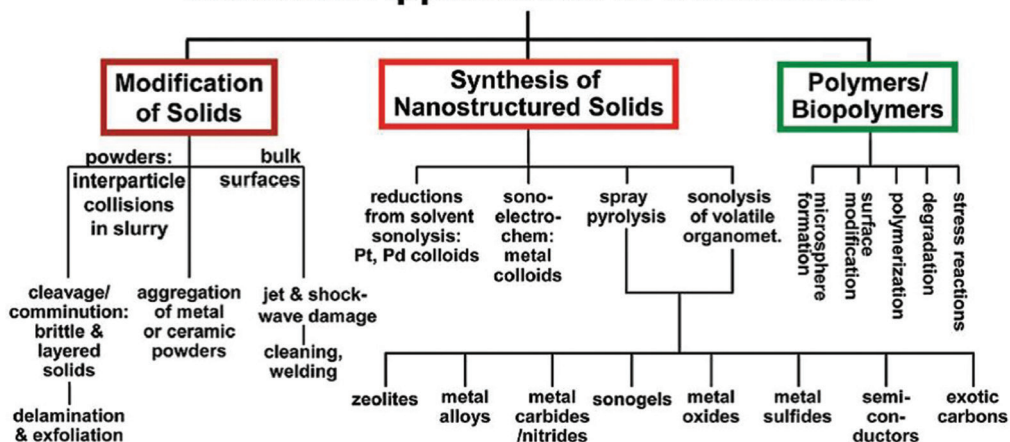 Modification
of Solids
Synthesis of
Nanostructured Solids
Polymers/
Biopolymers
powders:
interparticle
collisions
in slurry
bulk
surfaces
cleavage/
comminution:
brittle &
layered
solids
delamination
& exfoliation
aggregation
of metal
or ceramic
powders
jet & shock-
wave damage
cleaning,
welding
reductions
from solvent
sonolysis:
Pt, Pd colloids
sono-
electro-
chem:
metal
colloids
spray
pyrolysis
sonolysis
of volatile
organomet.
zeolites
metal
alloys
metal
carbides
/nitrides
sonogels
metal
oxides
metal
sulfides
semi-
con-
ductors
exotic
carbons
microsphere
formation
surface
modification
polymerization
degradation
stress reactions